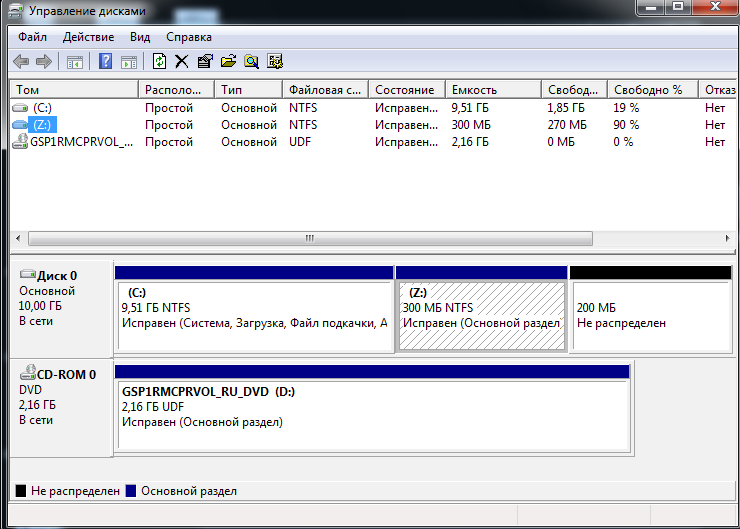 Управление дисками
Файл Действие Вид Справка
Том Располо... Тип Файловая с... Состояние Емкость Свобод... Свободно % Отказ
(C:) Простой Основной NTFS Исправен... 9,51 ГБ 1,85 ГБ 19 % Нет
(Z:) Простой Основной NTFS Исправен... 300 МБ 270 МБ 90 % Нет
GSP1RMCPRVOL_... Простой Основной UDF Исправен... 2,16 ГБ 0 МБ 0 % Нет
Диск 0
Основной
10,00 ГБ
В сети
(C:)
9,51 ГБ NTFS
Исправен (Система, Загрузка, Файл подкачки, А
(Z:)
300 МБ NTFS
Исправен (Основной раздел)
200 МБ
Не распределен
CD-ROM 0
DVD
2,16 ГБ
В сети
GSP1RMCPRVOL_RU_DVD (D:)
2,16 ГБ UDF
Исправен (Основной раздел)
Не распределен Основной раздел